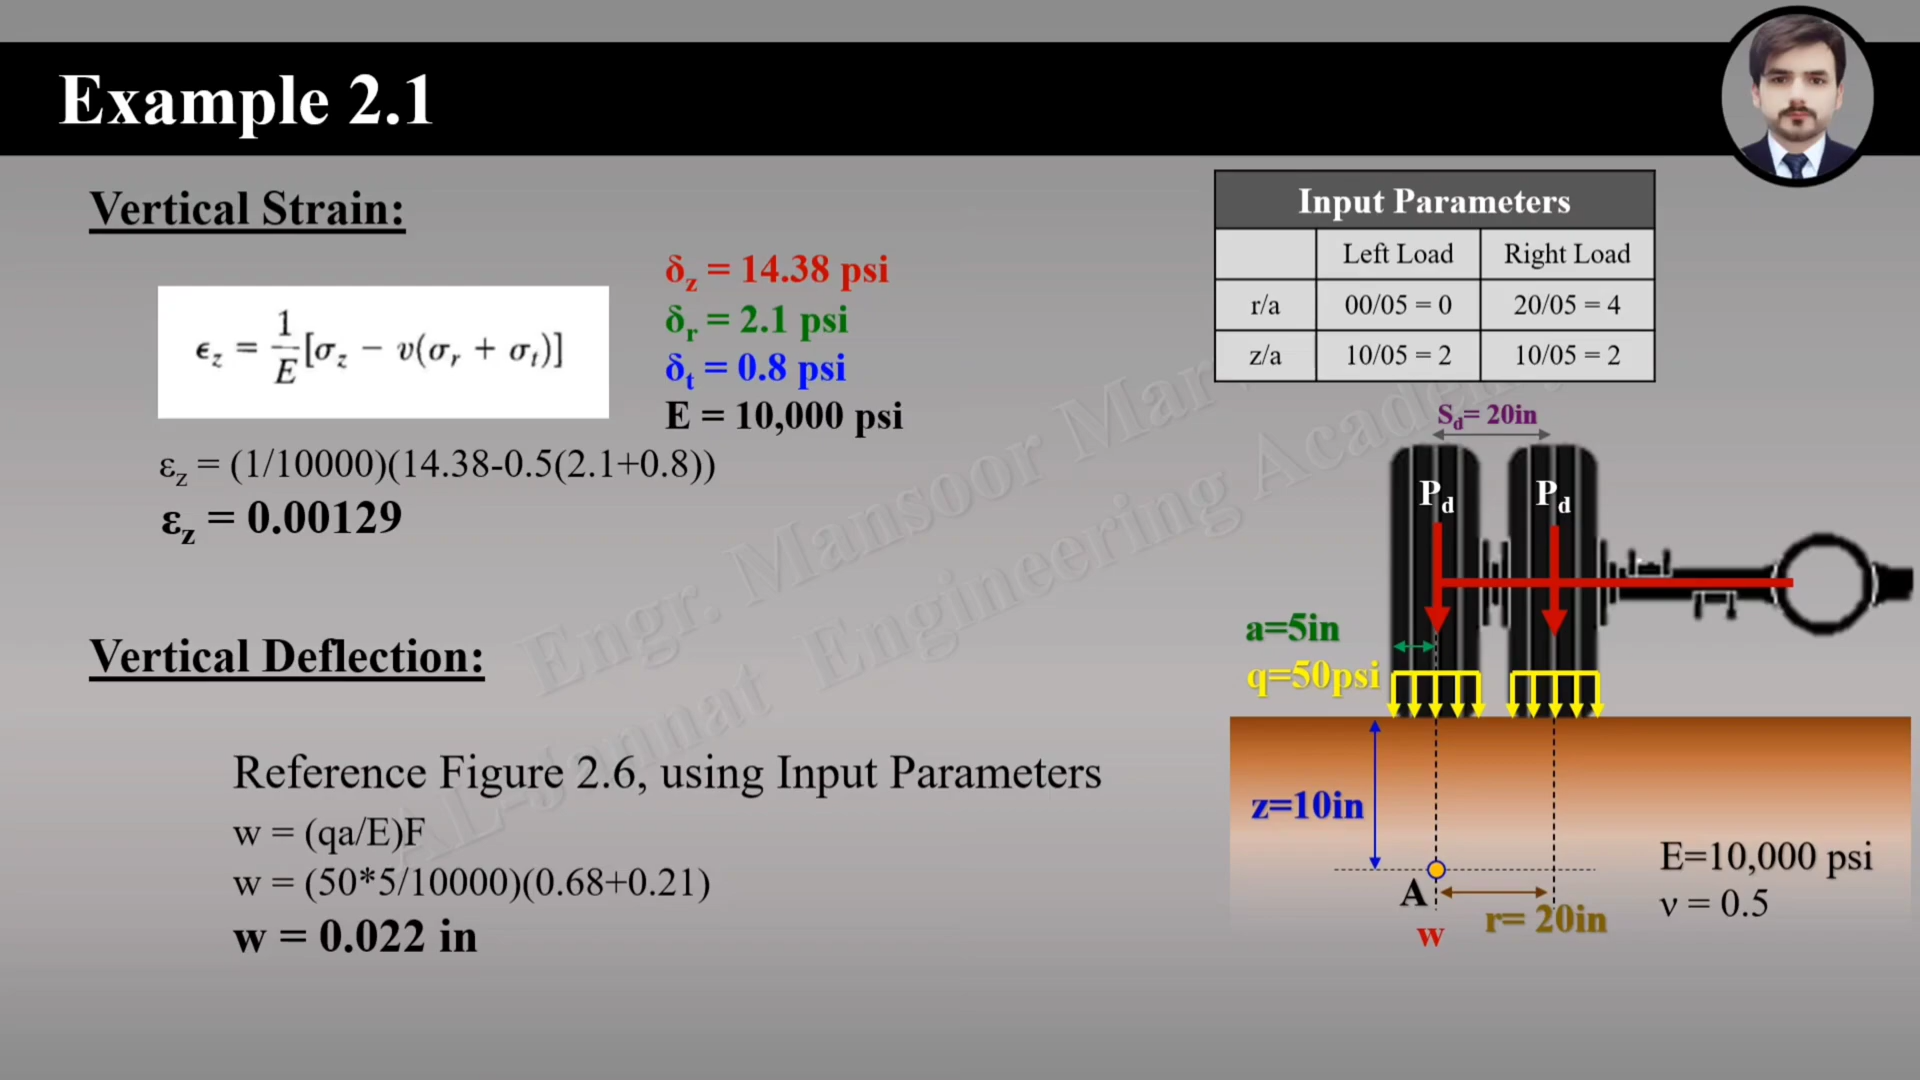 Example 2.1
Vertical Strain:
δz = 14.38 psi
δr = 2.1 psi
δt = 0.8 psi
E = 10,000 psi
ϵz = 1/E [σz − ν(σr + σt)]
εz = (1/10000)(14.38-0.5(2.1+0.8))
εz = 0.00129
Vertical Deflection:
Reference Figure 2.6, using Input Parameters
w = (qa/E)F
w = (50*5/10000)(0.68+0.21)
w = 0.022 in
Input Parameters
Left Load Right Load
r/a 00/05 = 0 20/05 = 4
z/a 10/05 = 2 10/05 = 2
Sd= 20in
Pd Pd
a=5in
q=50psi
z=10in
A
r= 20in
w
E=10,000 psi
ν = 0.5
Engr. Mansoor
AL-Jannat Engineering Academy